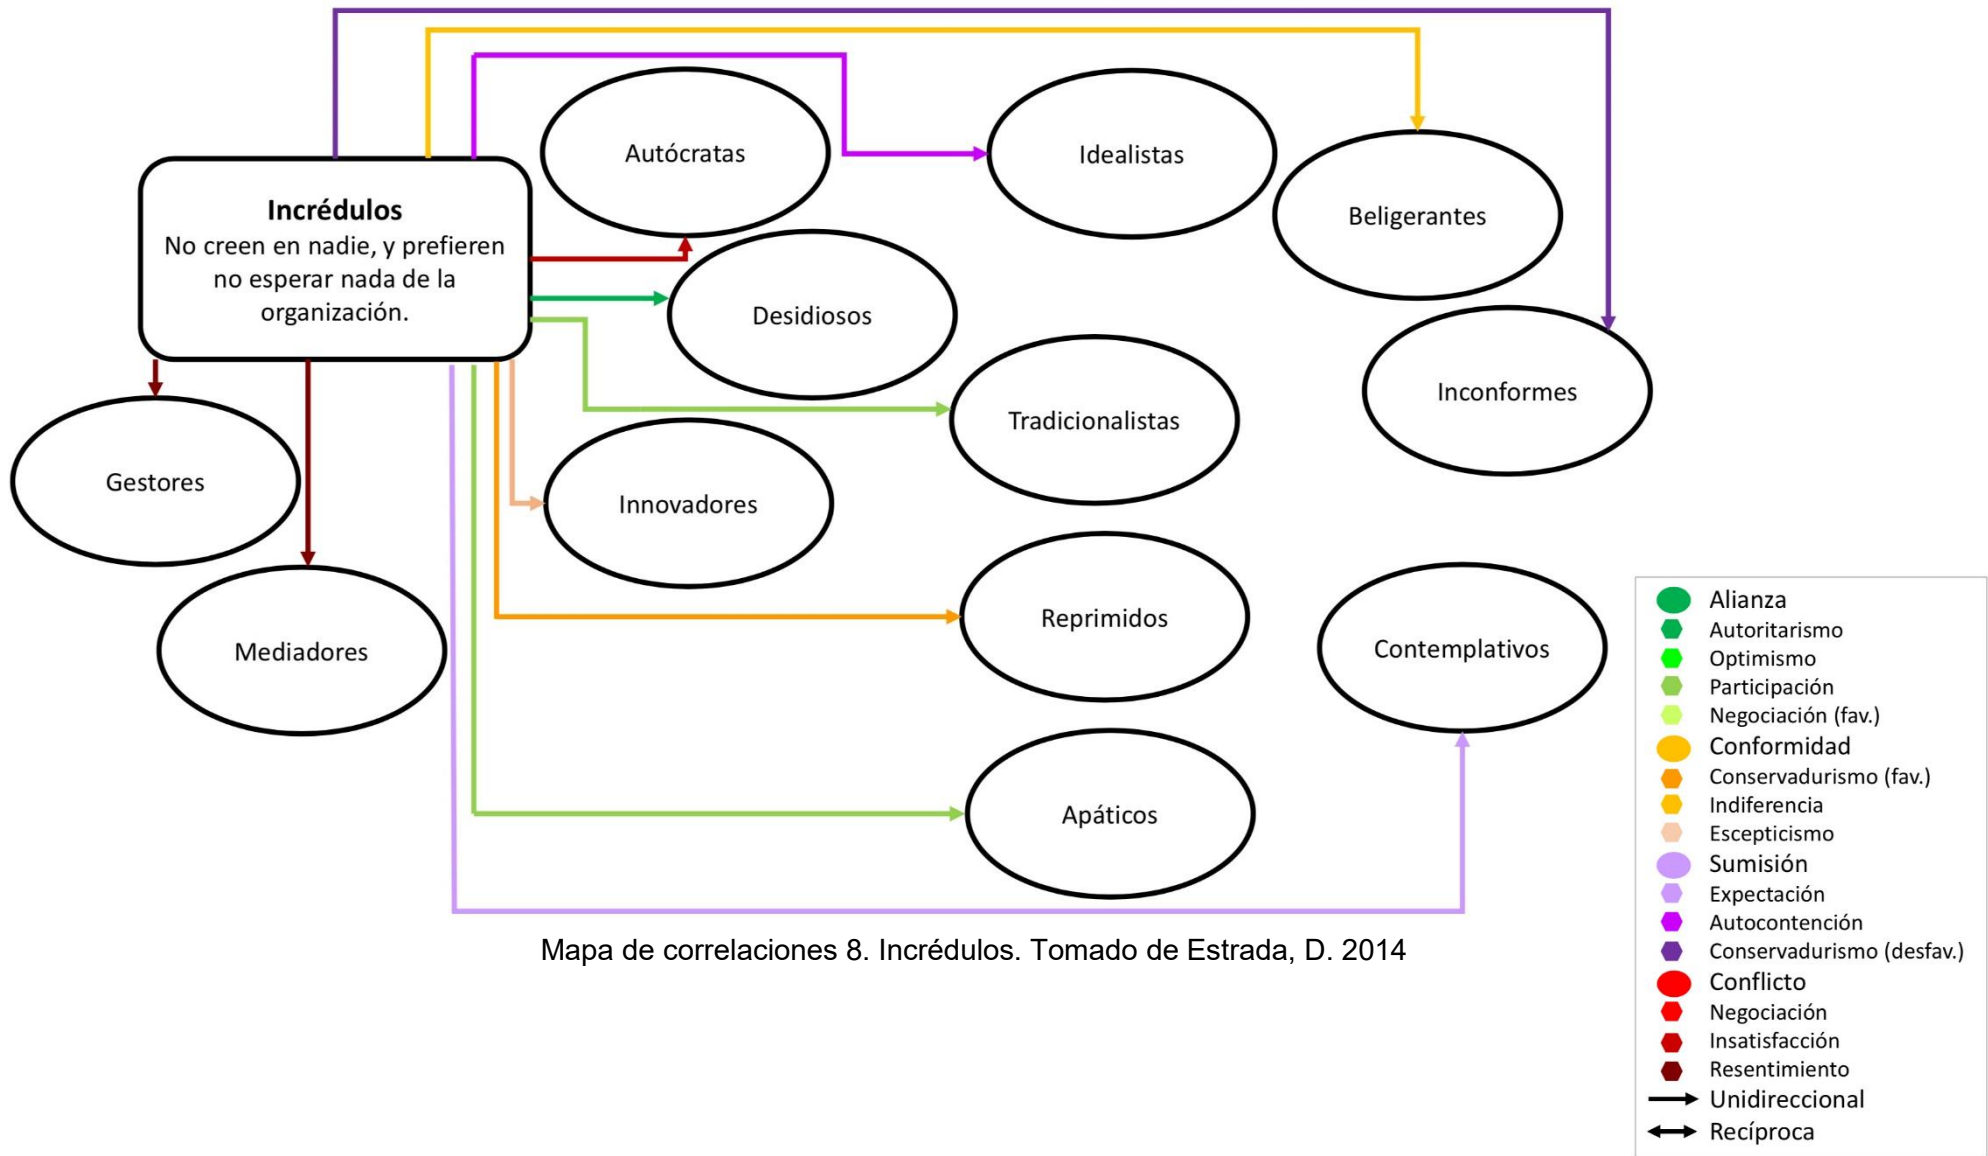 Incrédulos
No creen en nadie, y prefieren
no esperar nada de la
organización.
Autócratas
Idealistas
Beligerantes
Desidiosos
Inconformes
Tradicionalistas
Gestores
Innovadores
Mediadores
Reprimidos
Contemplativos
Apáticos
Alianza
Autoritarismo
Optimismo
Participación
Negociación (fav.)
Conformidad
Conservadurismo (fav.)
Indiferencia
Escepticismo
Sumisión
Expectación
Autocontención
Conservadurismo (desfav.)
Conflicto
Negociación
Insatisfacción
Resentimiento
Unidireccional
Recíproca
Mapa de correlaciones 8. Incrédulos. Tomado de Estrada, D. 2014